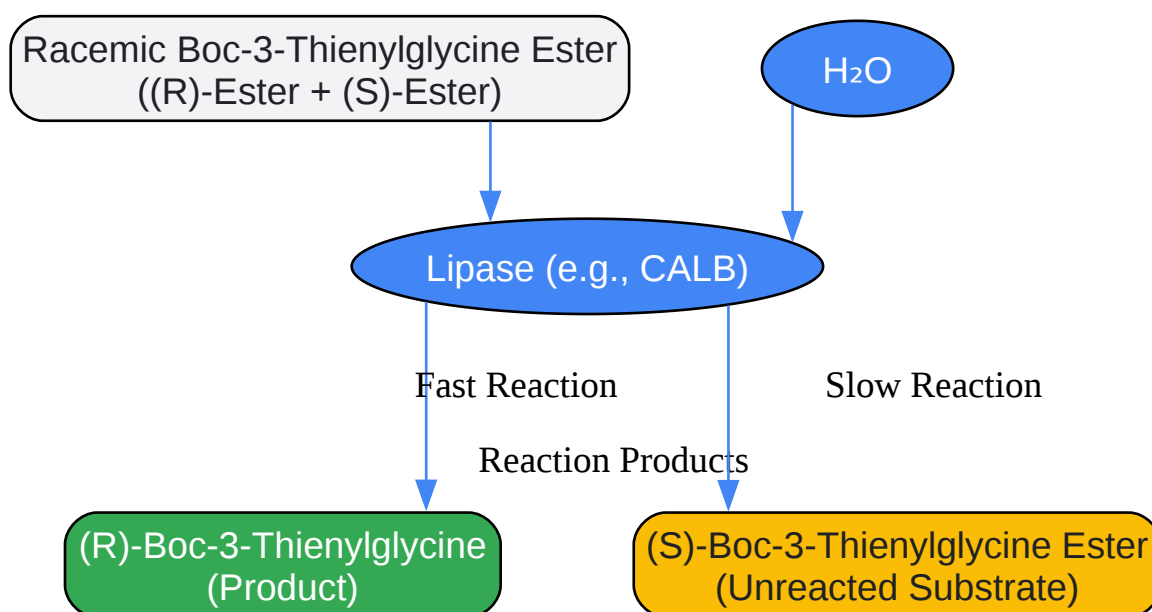 Racemic Boc-3-Thienylglycine Ester
((R)-Ester + (S)-Ester)
H₂O
Lipase (e.g., CALB)
Fast Reaction
Slow Reaction
Reaction Products
(R)-Boc-3-Thienylglycine
(Product)
(S)-Boc-3-Thienylglycine Ester
(Unreacted Substrate)